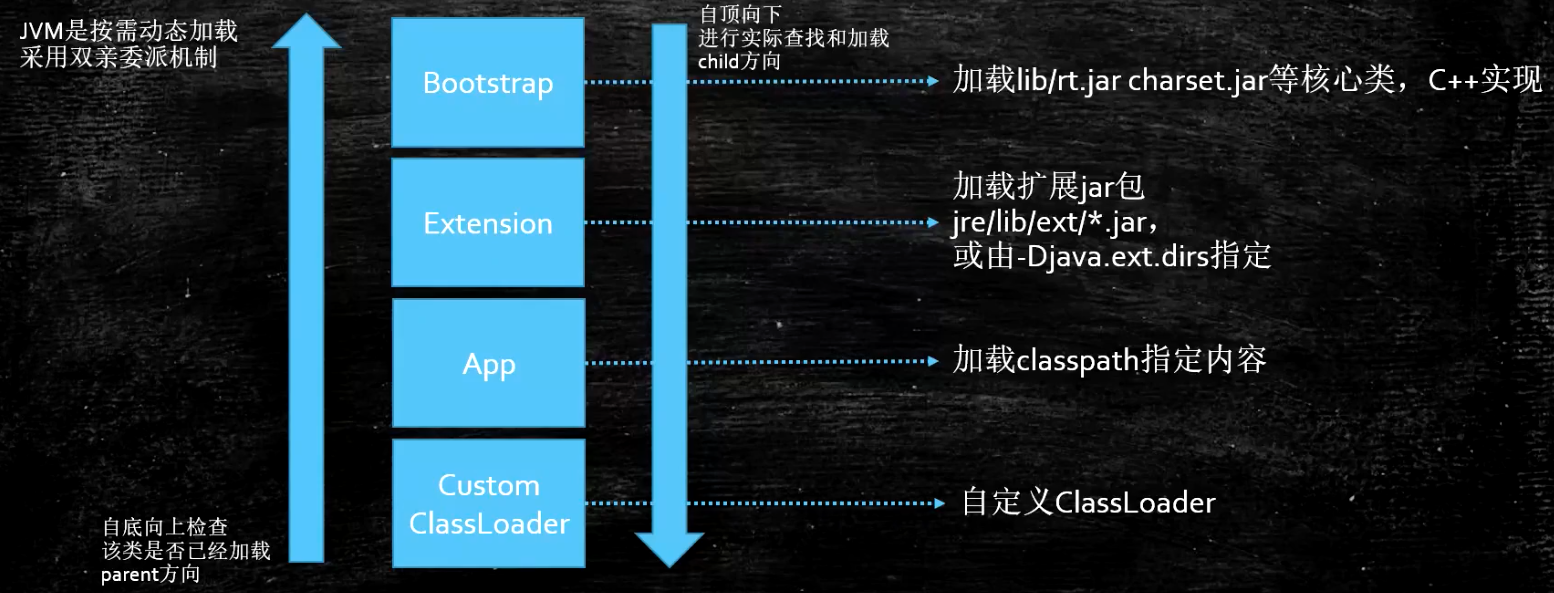 JVM是按需动态加载
采用双亲委派机制
自顶向下
进行实际查找和加载
child方向
Bootstrap
加载lib/rt.jar charset.jar等核心类，C++实现
Extension
加载扩展jar包
jre/lib/ext/*.jar，
或由-Djava.ext.dirs指定
App
加载classpath指定内容
Custom
ClassLoader
自定义ClassLoader
自底向上检查
该类是否已经加载
parent方向